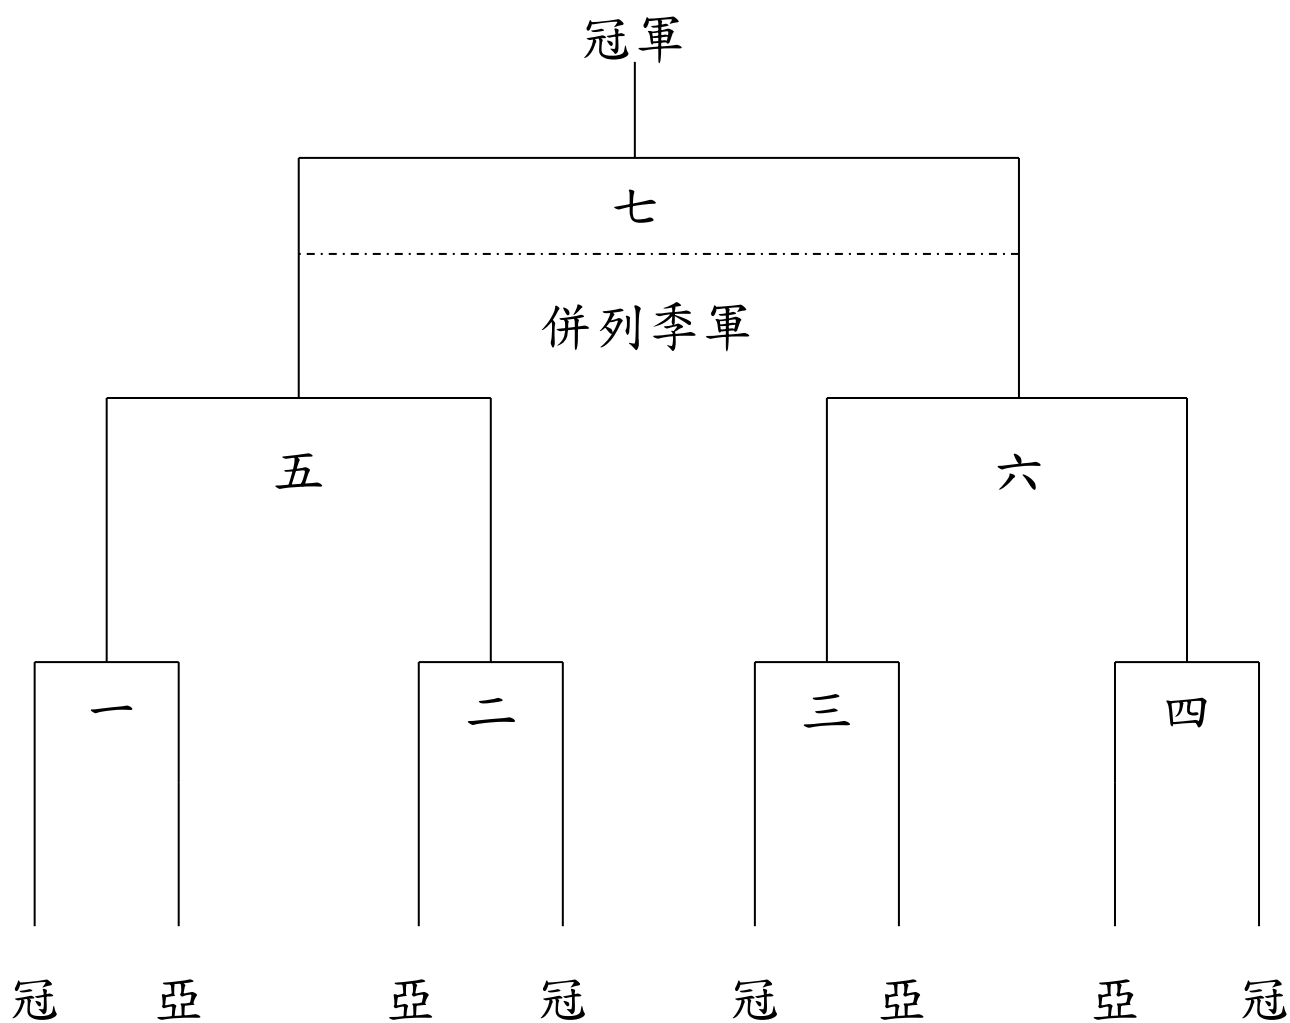 冠軍
七
併列季軍
五 六
一 二 三 四
冠 亞 亞 冠 冠 亞 亞 冠